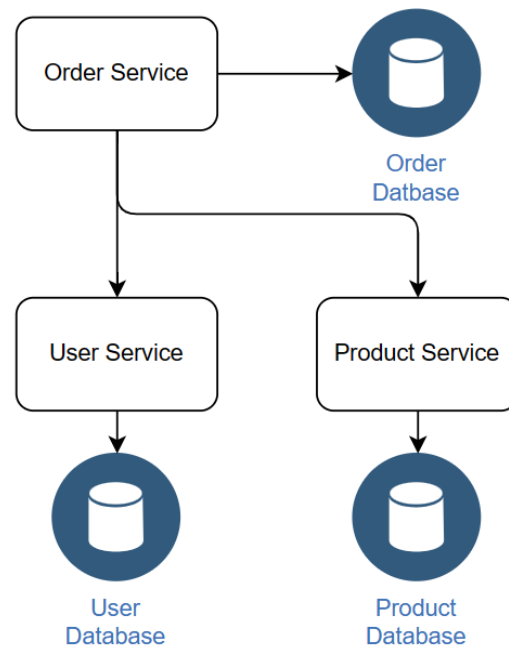 Order Service
Order
Datbase
User Service
Product Service
User
Database
Product
Database